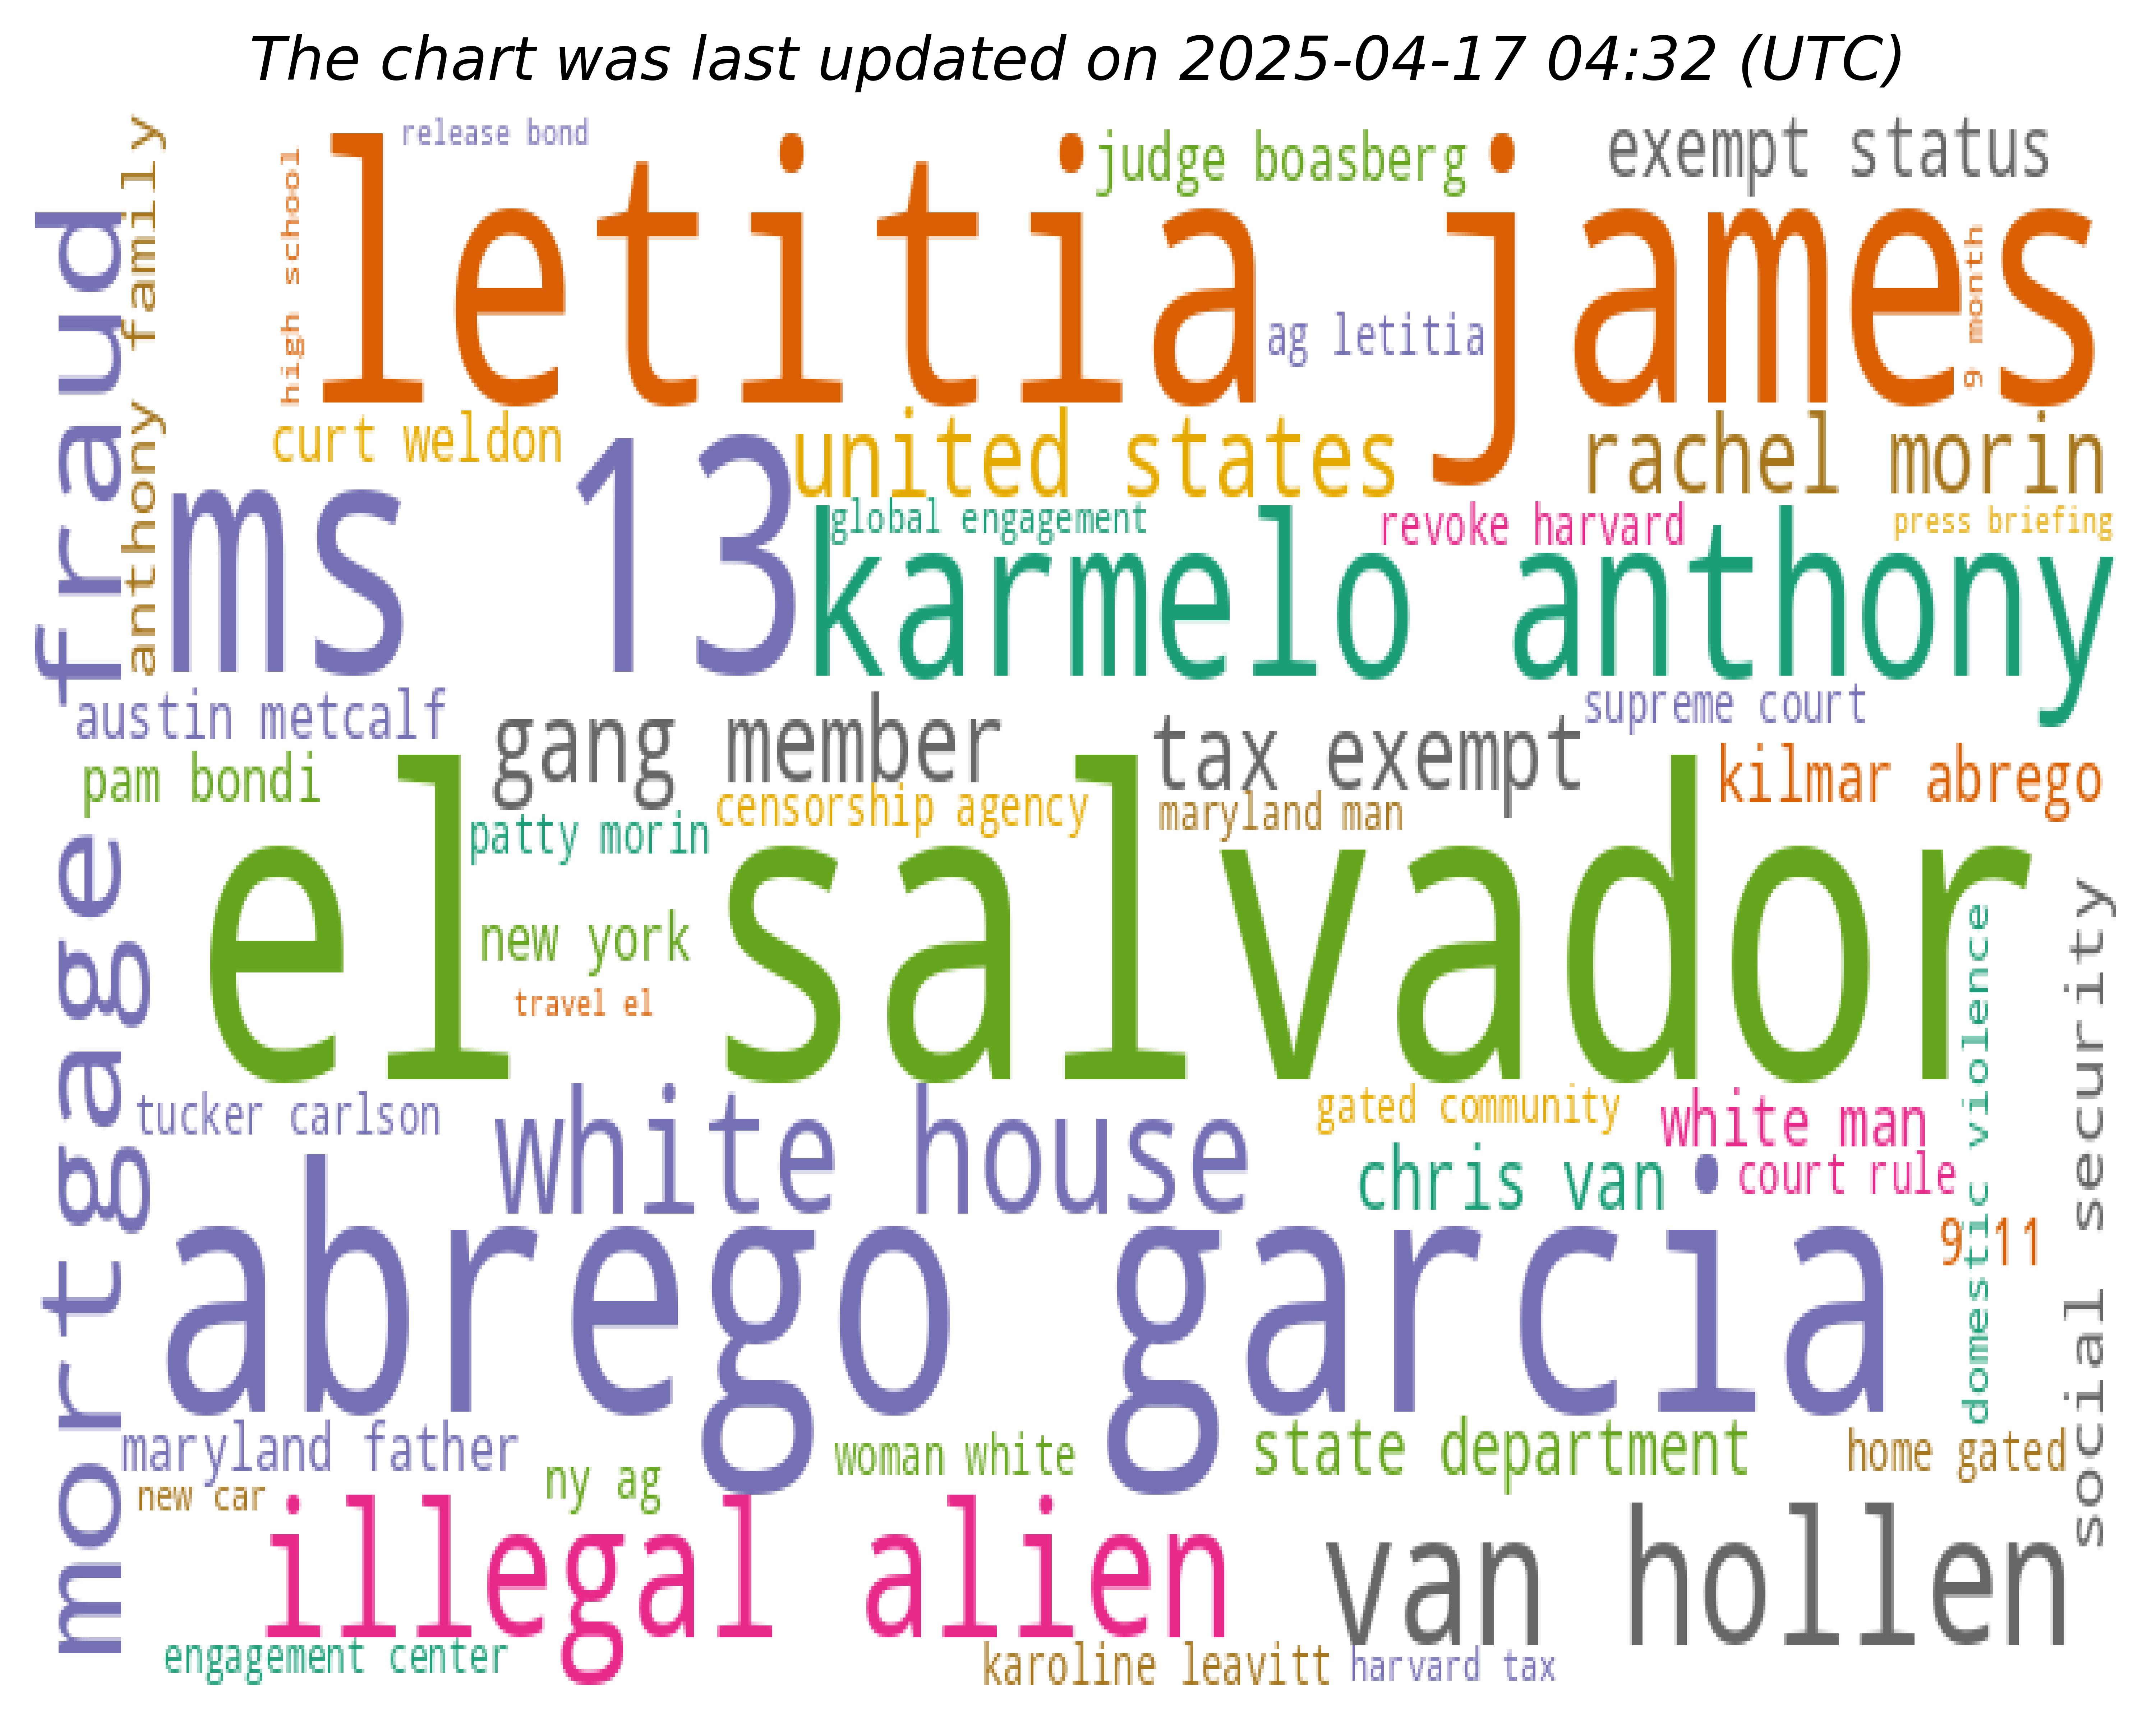 The chart was last updated on 2025-04-17 04:32 (UTC)
release bond
judge boasberg
exempt status
anthony family
high school
letitia james
9 month
ag letitia
mortgage fraud
curt weldon
united states
rachel morin
ms 13
global engagement
revoke harvard
press briefing
karmelo anthony
austin metcalf
gang member
tax exempt
supreme court
pam bondi
patty morin
censorship agency
maryland man
kilmar abrego
el salvador
new york
travel el
domestic violence
social security
tucker carlson
white house
gated community
white man
chris van
court rule
abrego garcia
9 11
maryland father
ny ag
woman white
state department
home gated
new car
illegal alien
van hollen
engagement center
karoline leavitt
harvard tax